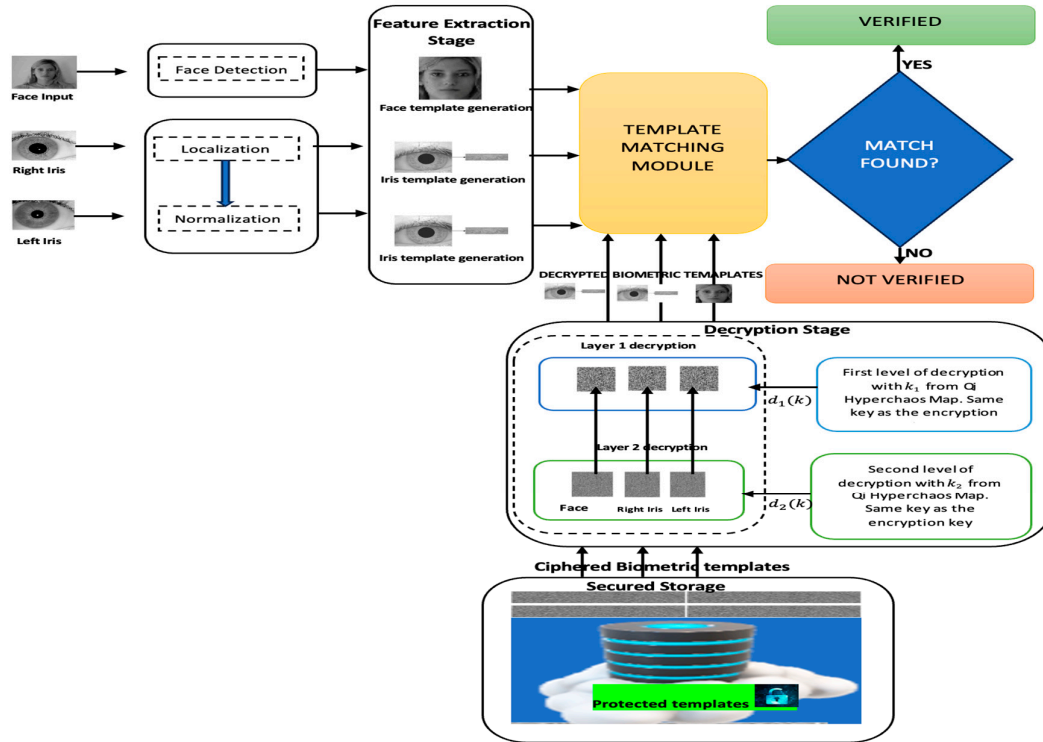 Face Input
Right Iris
Left Iris
Face Detection
Localization
Normalization
Feature Extraction
Stage
Face template generation
Iris template generation
Iris template generation
TEMPLATE
MATCHING
MODULE
VERIFIED
YES
MATCH
FOUND?
NO
NOT VERIFIED
DECRYPTED BIOMETRIC TEMAPLATES
Decryption Stage
Layer 1 decryption
First level of decryption
with k₁ from Qi
Hyperchaos Map. Same
key as the encryption
d₁(k)
Layer 2 decryption
Face
Right Iris
Left Iris
Second level of
decryption with k₂ from
Qi Hyperchaos Map.
Same key as the
encryption key
d₂(k)
Ciphered Biometric templates
Secured Storage
Protected templates